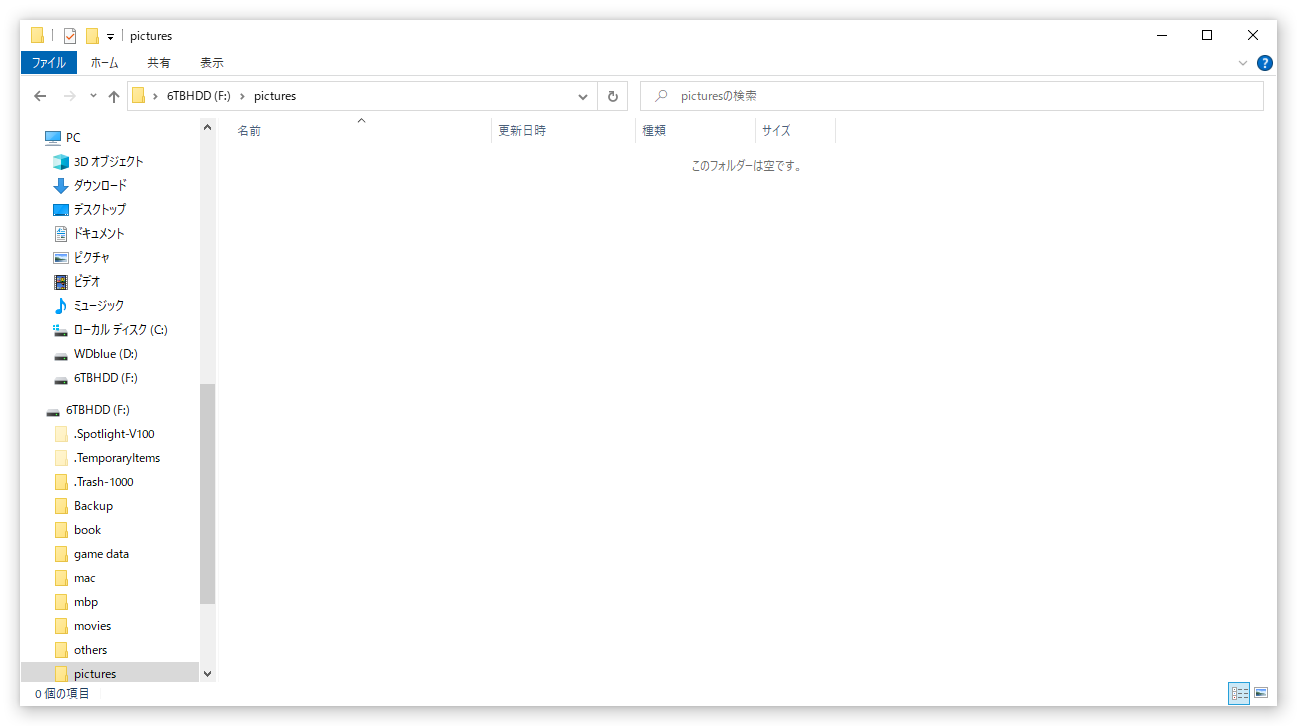 pictures
ファイル ホーム 共有 表示
6TBHDD (F:) pictures picturesの検索
名前 更新日時 種類 サイズ
このフォルダーは空です。
PC
3D オブジェクト
ダウンロード
デスクトップ
ドキュメント
ピクチャ
ビデオ
ミュージック
ローカル ディスク (C:)
WDblue (D:)
6TBHDD (F:)
6TBHDD (F:)
.Spotlight-V100
.TemporaryItems
.Trash-1000
Backup
book
game data
mac
mbp
movies
others
pictures
0 個の項目